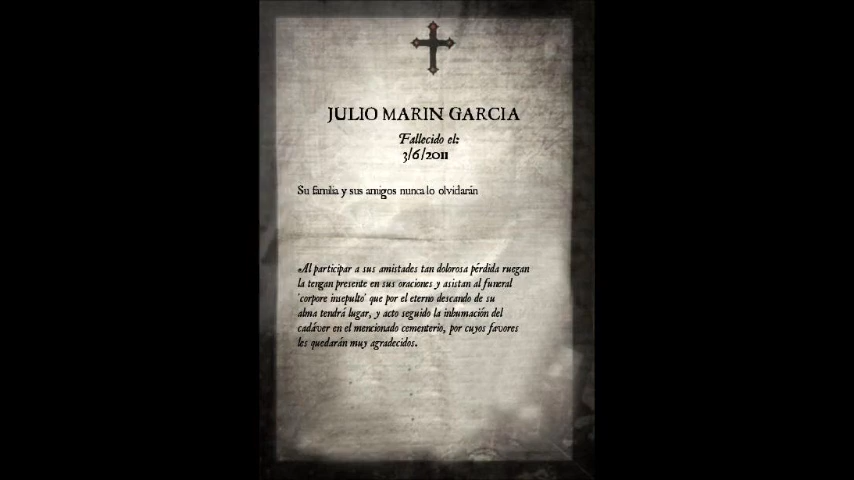 JULIO MARIN GARCIA
Fallecido el:
3/6/2011
Su familia y sus amigos nunca lo olvidarán
Al participar a sus amistades tan dolorosa pérdida ruegan
la tengan presente en sus oraciones y asistan al funeral
'corpore insepulto' que por el eterno descando de su
alma tendrá lugar, y acto seguido la inhumación del
cadáver en el mencionado cementerio, por cuyos favores
les quedarán muy agradecidos.